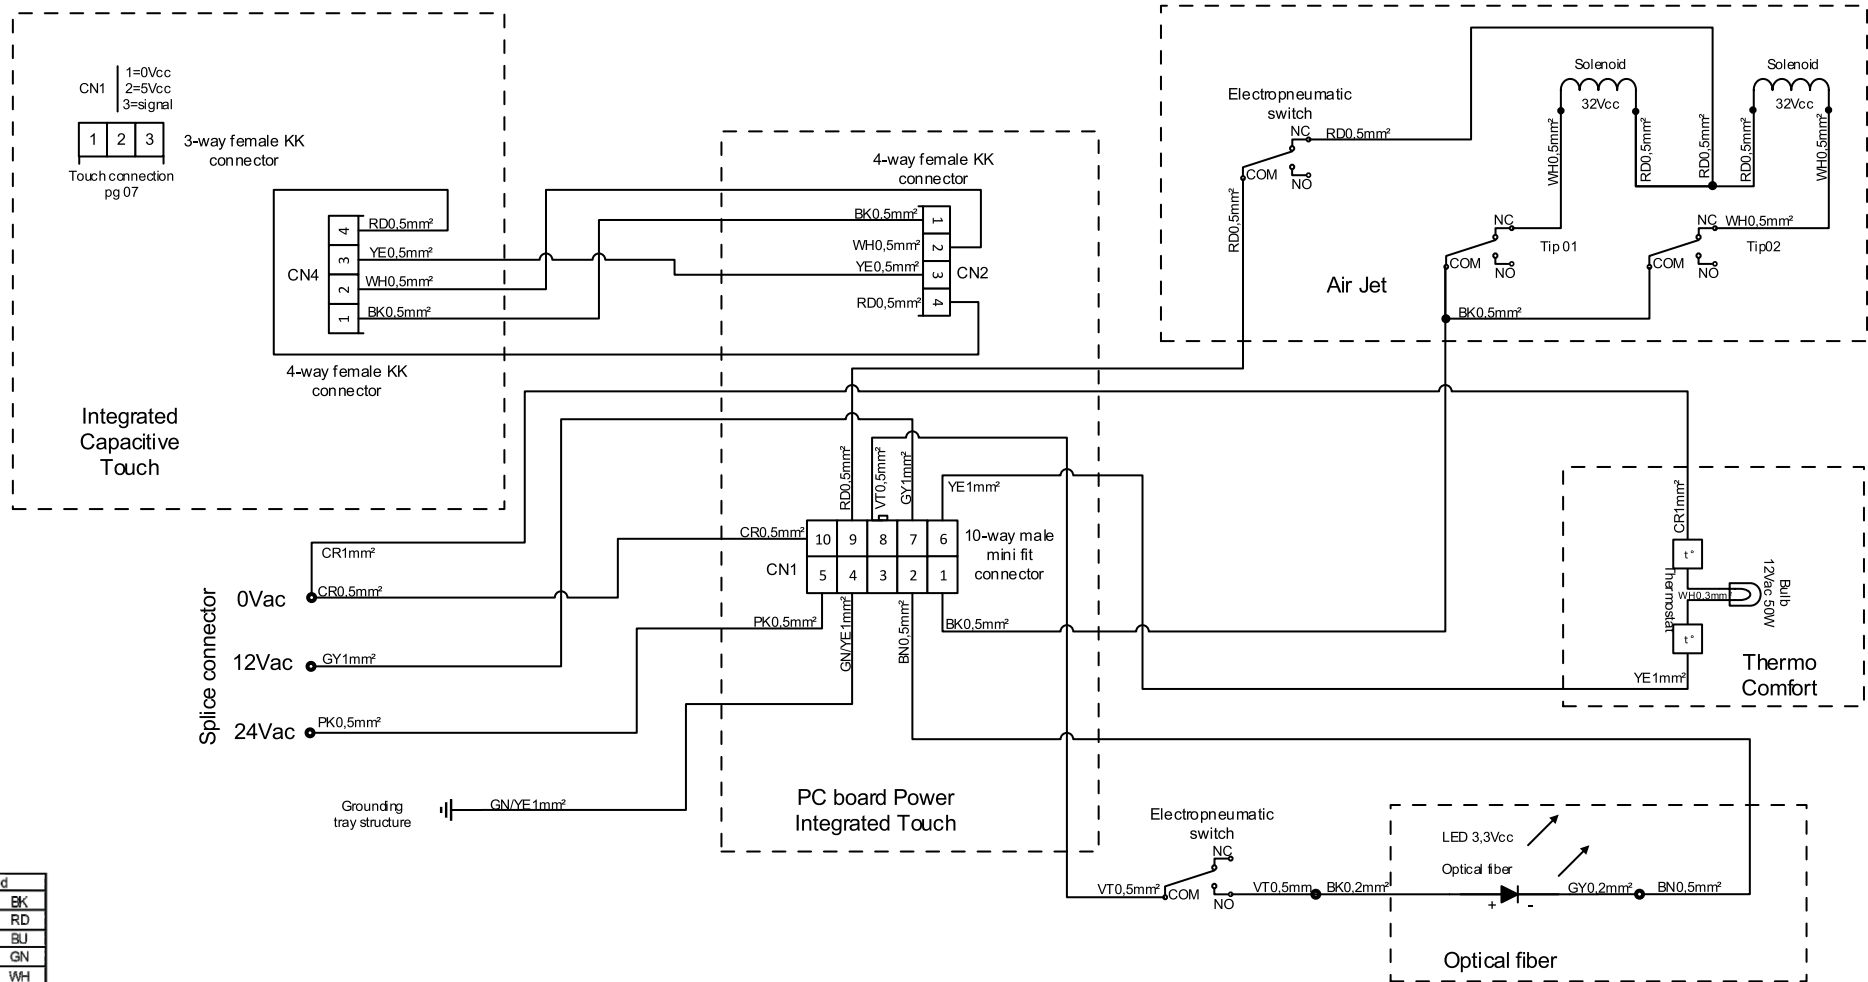 CN1
1=0Vcc
2=5Vcc
3=signal
1 2 3
3-way female KK
connector
Touch connection
pg 07
4
3
2
1
CN4
RD0,5mm²
YE0,5mm²
WH0,5mm²
BK0,5mm²
4-way female KK
connector
Integrated
Capacitive
Touch
4-way female KK
connector
BK0,5mm²
WH0,5mm²
YE0,5mm²
RD0,5mm²
1
2
3
4
CN2
Electropneumatic
switch
NC
COM
NO
RD0,5mm²
RD0,5mm²
Solenoid
32Vcc
Solenoid
32Vcc
WH0,5mm²
RD0,5mm²
RD0,5mm²
RD0,5mm²
WH0,5mm²
NC
COM
NO
Tip 01
NC
WH0,5mm²
COM
NO
Tip02
BK0,5mm²
Air Jet
RD0,5mm²
VT0,5mm²
GY1mm²
YE1mm²
CR0,5mm²
10 9 8 7 6
5 4 3 2 1
CN1
10-way male
mini fit
connector
PK0,5mm²
GN/YE1mm²
BN0,5mm²
BK0,5mm²
PC board Power
Integrated Touch
Splice connector
CR1mm²
0Vac
CR0,5mm²
12Vac
GY1mm²
24Vac
PK0,5mm²
Grounding
tray structure
GN/YE1mm²
CR1mm²
t°
Thermostat
WH0,3mm²
t°
Bulb
12Vac 50W
YE1mm²
Thermo
Comfort
Electropneumatic
switch
NC
VT0,5mm²
COM
NO
VT0,5mm
BK0,2mm²
LED 3,3Vcc
Optical fiber
+
-
GY0,2mm²
BN0,5mm²
Optical fiber
d
BK
RD
BU
GN
WH